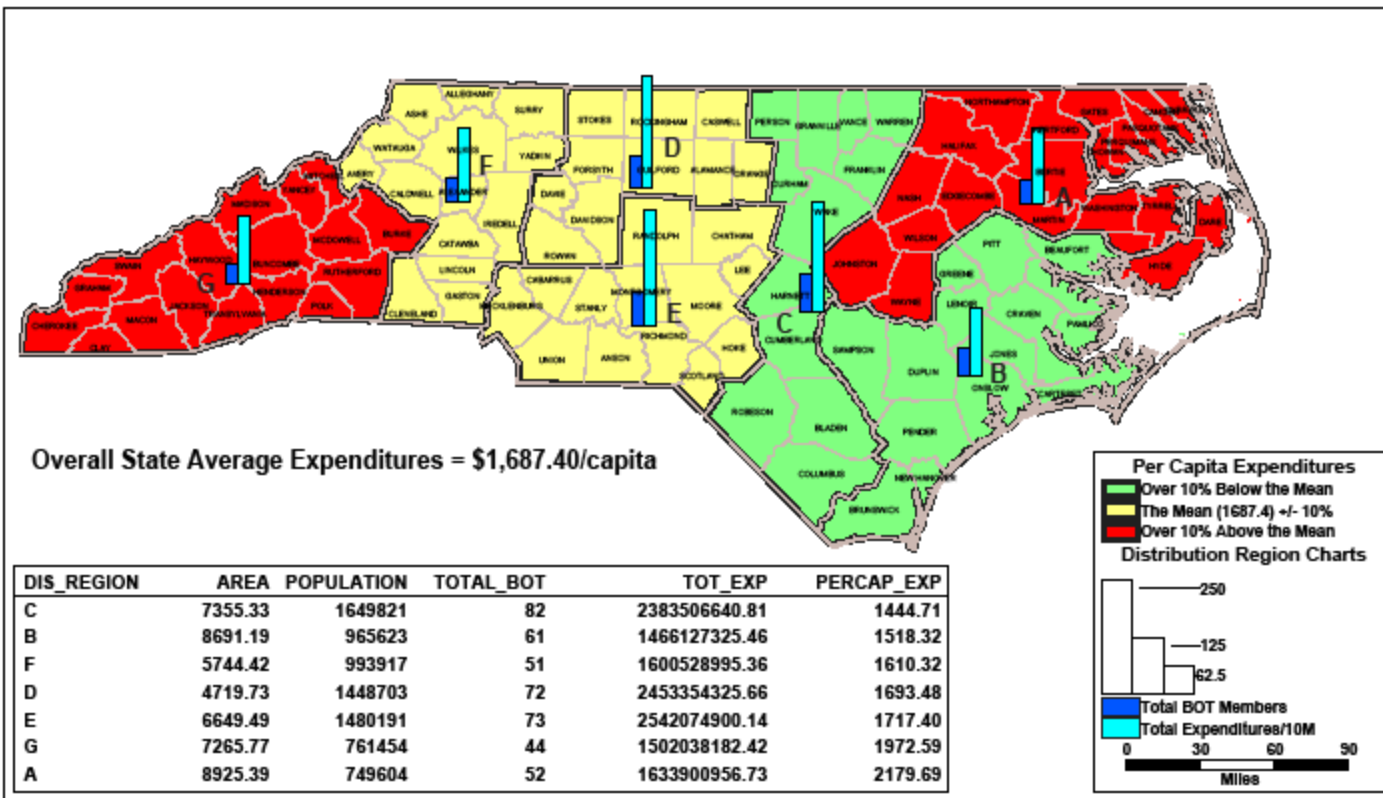 ALLEGHANY
ASHE
SURRY
STOKES
ROCKINGHAM
CASWELL
PERSON
GRANVILLE
VANCE
WARREN
NORTHAMPTON
GATES
WATAUGA
WILKES
F
YADKIN
FORSYTH
GUILFORD
D
ALAMANCE
ORANGE
DURHAM
FRANKLIN
HALIFAX
BERTIE
A
AVERY
CALDWELL
ALEXANDER
DAVIE
MADISON
YANCEY
IREDELL
DAVIDSON
RANDOLPH
CHATHAM
WAKE
NASH
EDGECOMBE
MARTIN
WASHINGTON
TYRREL
DARE
MCDOWELL
BURKE
CATAWBA
ROWAN
WILSON
PITT
BEAUFORT
HYDE
SWAIN
HAYWOOD
BUNCOMBE
RUTHERFORD
LINCOLN
CABARRUS
LEE
JOHNSTON
GREENE
GRAHAM
G
HENDERSON
JACKSON
POLK
GASTON
MECKLENBURG
STANLY
MONTGOMERY
MOORE
HARNETT
WAYNE
LENOIR
CRAVEN
PAMLICO
CHEROKEE
MACON
TRANSYLVANIA
CLEVELAND
E
C
CLAY
UNION
ANSON
RICHMOND
HOKE
CUMBERLAND
SAMPSON
DUPLIN
JONES
B
SCOTLAND
ONSLOW
CARTERET
ROBESON
BLADEN
PENDER
COLUMBUS
NEW HANOVER
BRUNSWICK
Overall State Average Expenditures = $1,687.40/capita
Per Capita Expenditures
Over 10% Below the Mean
The Mean (1687.4) +/- 10%
Over 10% Above the Mean
Distribution Region Charts
250
125
62.5
Total BOT Members
Total Expenditures/10M
0 30 60 90
Miles
DIS_REGION AREA POPULATION TOTAL_BOT TOT_EXP PERCAP_EXP
C 7355.33 1649821 82 2383506640.81 1444.71
B 8691.19 965623 61 1466127325.46 1518.32
F 5744.42 993917 51 1600528995.36 1610.32
D 4719.73 1448703 72 2453354325.66 1693.48
E 6649.49 1480191 73 2542074900.14 1717.40
G 7265.77 761454 44 1502038182.42 1972.59
A 8925.39 749604 52 1633900956.73 2179.69